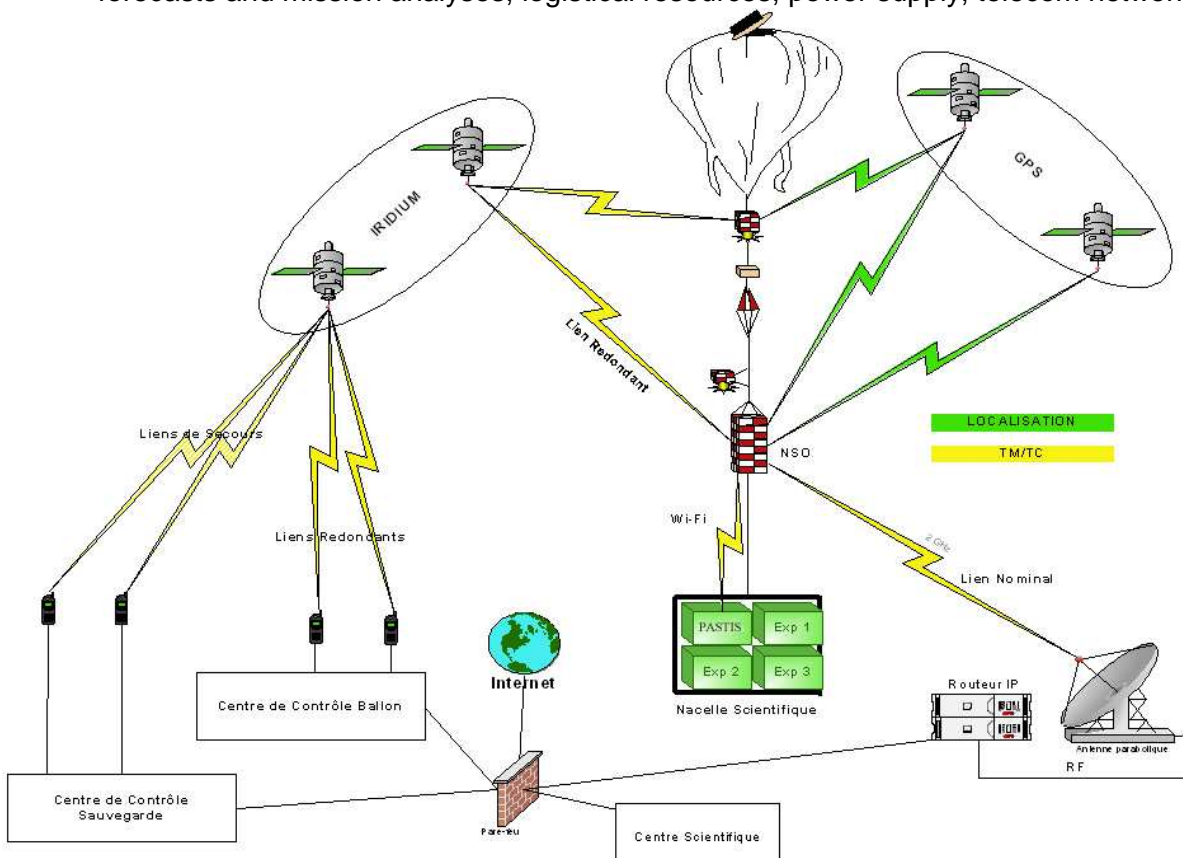 forecasts and mission analyses, logistical resources, power supply, telecom network
IRIDIUM
GPS
Lien Redondant
LOCALISATION
TM/TC
Liens de Secours
NSO
Wi-Fi
Liens Redondants
2 GHz
Lien Nominal
PASTIS
Exp 1
Exp 2
Exp 3
Internet
Nacelle Scientifique
Routeur IP
Antenne parabolique
RF
Centre de Contrôle Ballon
Centre de Contrôle
Sauvegarde
Pare-feu
Centre Scientifique